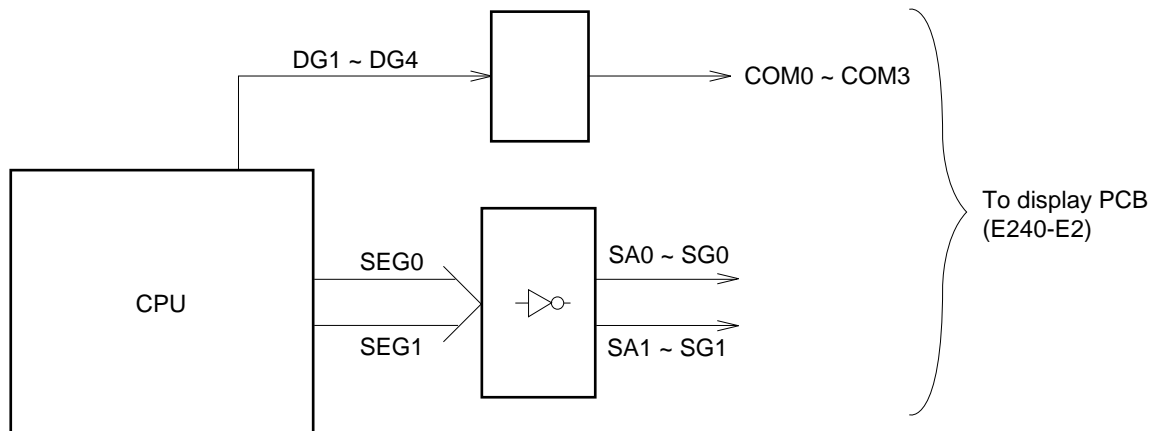 DG1 ~ DG4
COM0 ~ COM3
To display PCB
(E240-E2)
SEG0
SA0 ~ SG0
CPU
SEG1
SA1 ~ SG1